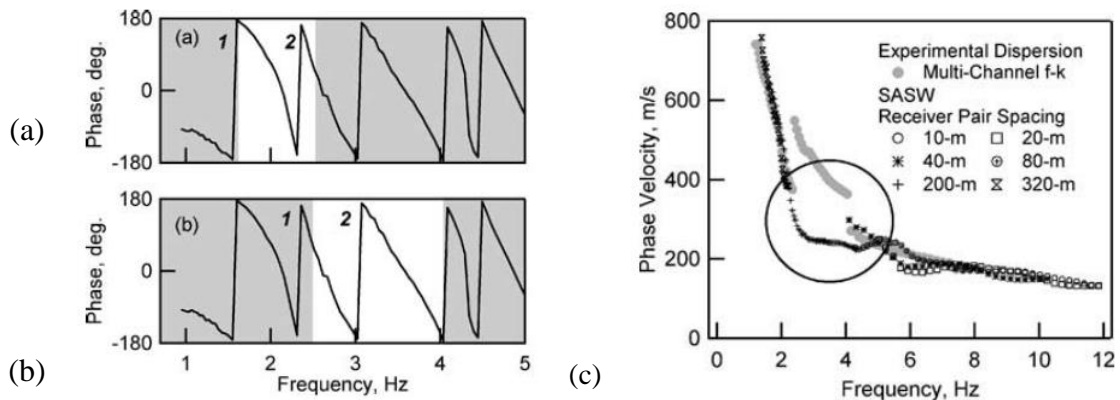 (a)
Phase, deg.
180
0
-180
(a)
1
2
(b)
Phase, deg.
180
0
-180
(b)
1
2
1
2
3
4
5
Frequency, Hz
(c)
Phase Velocity, m/s
800
600
400
200
0
Experimental Dispersion
Multi-Channel f-k
SASW
Receiver Pair Spacing
10-m 20-m
40-m 80-m
200-m 320-m
0 2 4 6 8 10 12
Frequency, Hz